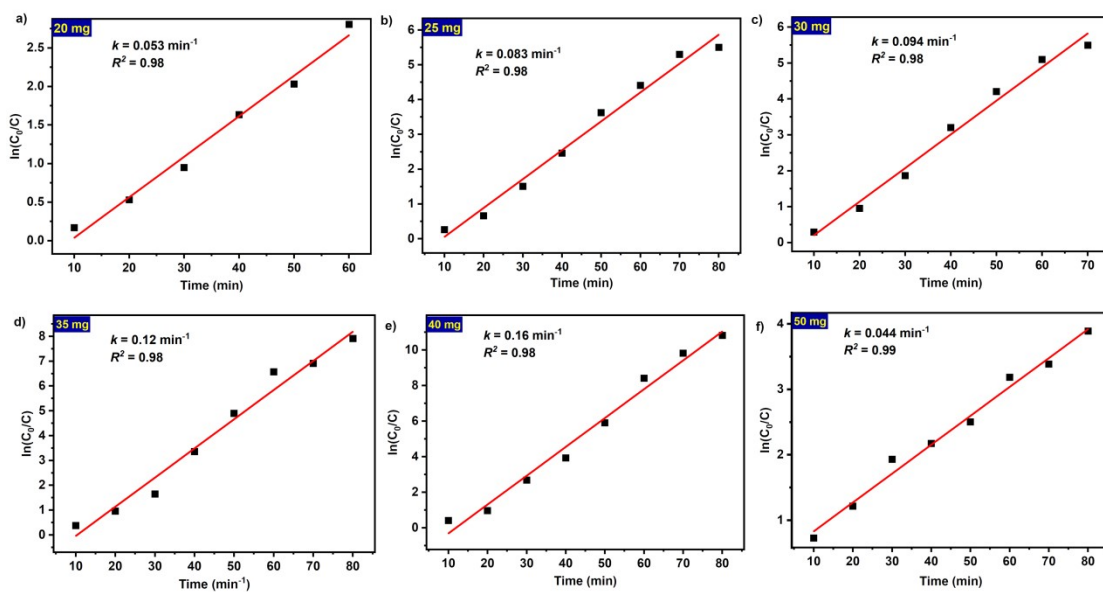 a)
20 mg
k = 0.053 min⁻¹
R² = 0.98
ln(C₀/C)
2.5
2.0
1.5
1.0
0.5
0.0
10 20 30 40 50 60
Time (min)
b)
25 mg
k = 0.083 min⁻¹
R² = 0.98
ln(C₀/C)
6
5
4
3
2
1
0
10 20 30 40 50 60 70 80
Time (min)
c)
30 mg
k = 0.094 min⁻¹
R² = 0.98
ln(C₀/C)
6
5
4
3
2
1
0
10 20 30 40 50 60 70
Time (min)
d)
35 mg
k = 0.12 min⁻¹
R² = 0.98
ln(C₀/C)
8
7
6
5
4
3
2
1
0
10 20 30 40 50 60 70 80
Time (min⁻¹)
e)
40 mg
k = 0.16 min⁻¹
R² = 0.98
ln(C₀/C)
10
8
6
4
2
0
10 20 30 40 50 60 70 80
Time (min)
f)
50 mg
k = 0.044 min⁻¹
R² = 0.99
ln(C₀/C)
4
3
2
1
10 20 30 40 50 60 70 80
Time (min)